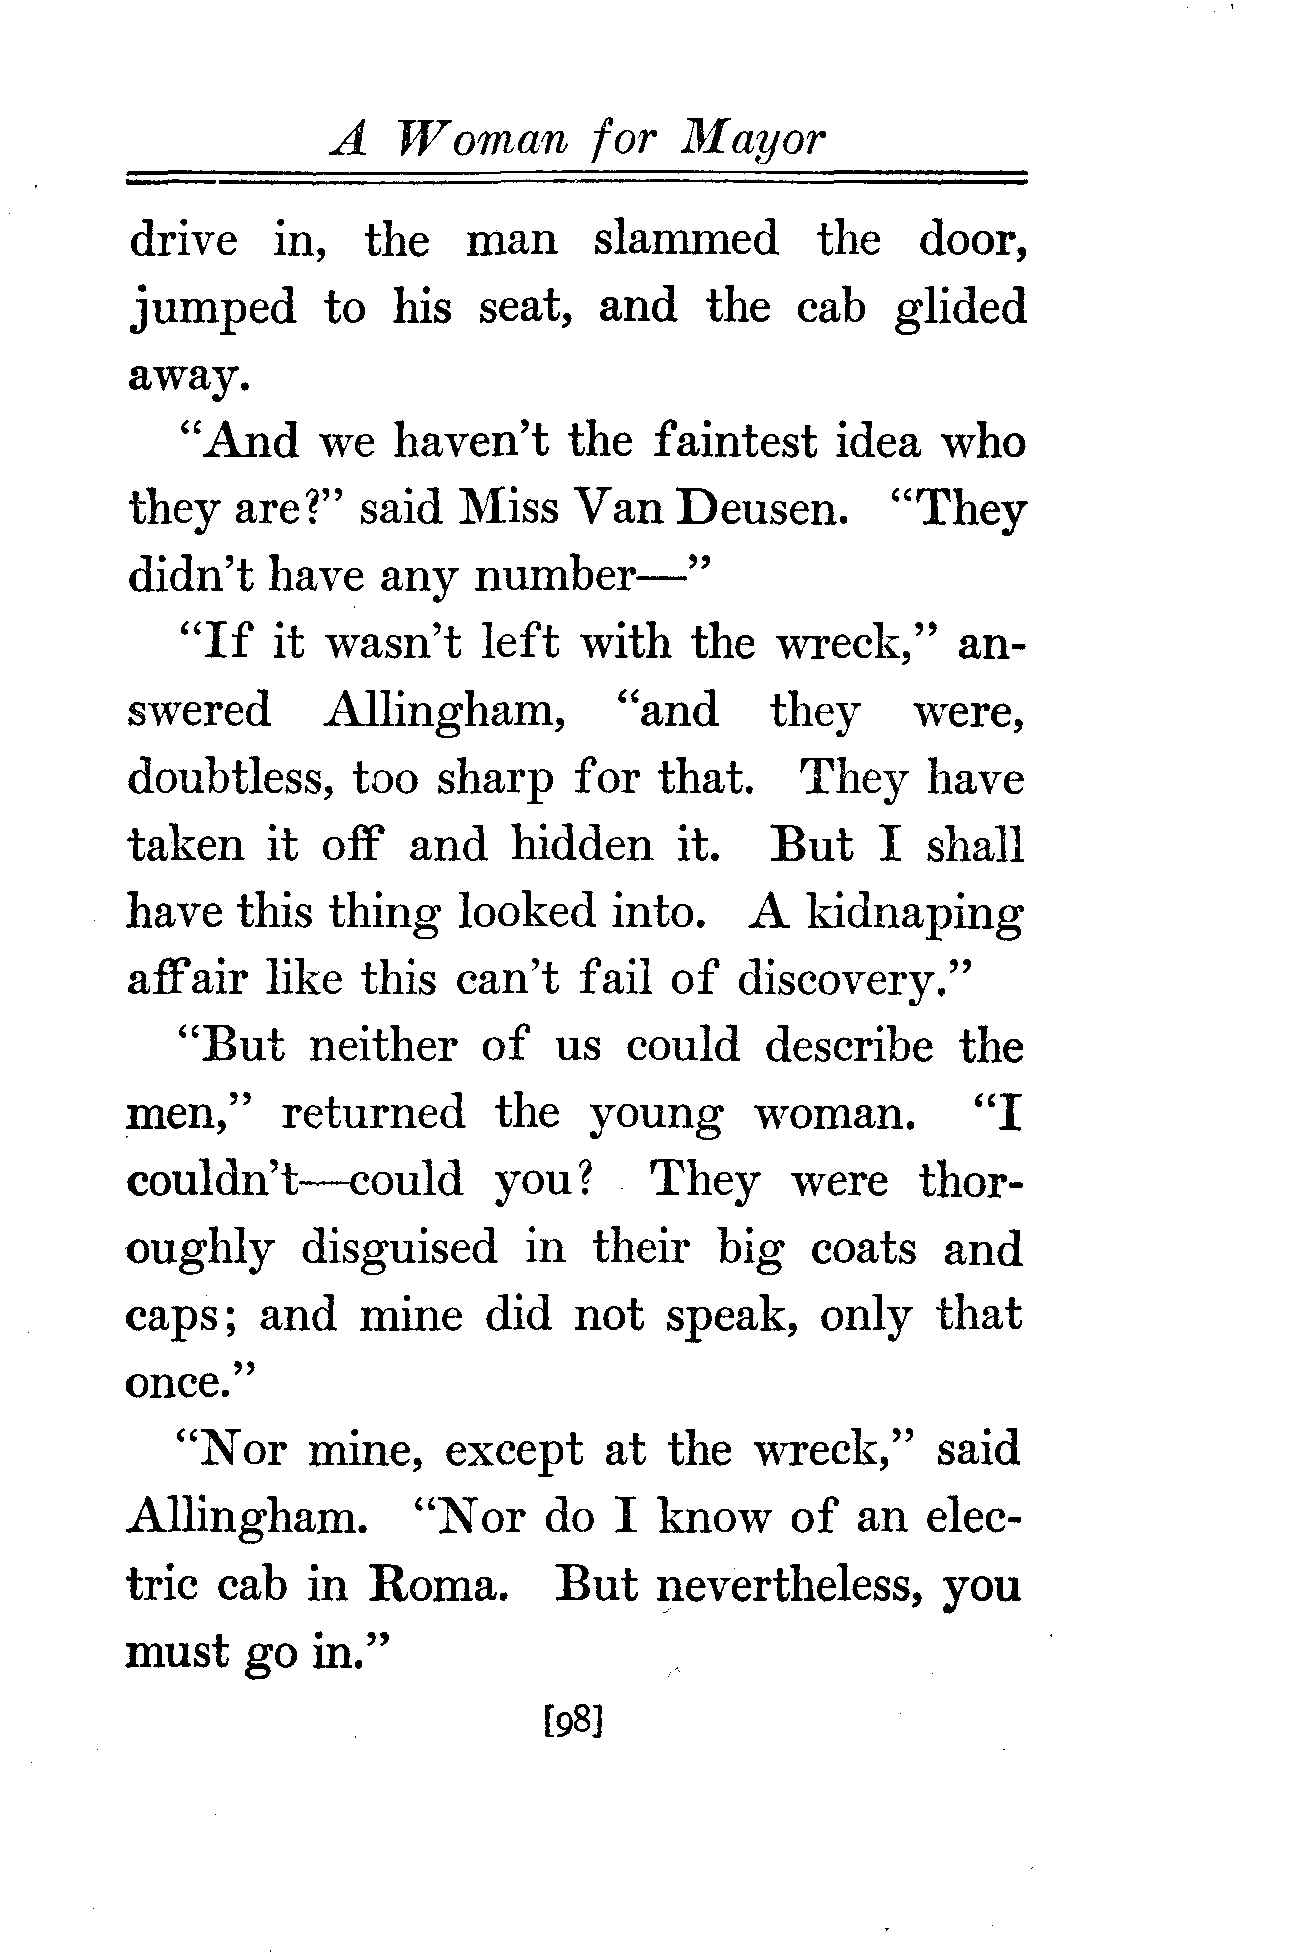 A Woman for Mayor
drive in, the man slammed the door,
jumped to his seat, and the cab glided
away.
“And we haven’t the faintest idea who
they are?” said Miss Van Deusen. “They
didn’t have any number—”
“If it wasn’t left with the wreck,” an-
swered Allingham, “and they were,
doubtless, too sharp for that. They have
taken it off and hidden it. But I shall
have this thing looked into. A kidnaping
affair like this can’t fail of discovery.”
“But neither of us could describe the
men,” returned the young woman. “I
couldn’t—could you? They were thor-
oughly disguised in their big coats and
caps; and mine did not speak, only that
once.”
“Nor mine, except at the wreck,” said
Allingham. “Nor do I know of an elec-
tric cab in Roma. But nevertheless, you
must go in.”
[98]